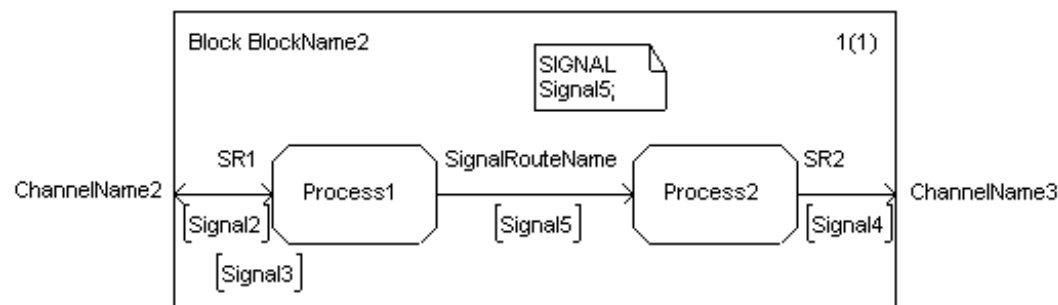 Block BlockName2
1(1)
SIGNAL
Signal5;
SR1
SignalRouteName
SR2
ChannelName2
Process1
Process2
ChannelName3
[Signal2]
[Signal5]
[Signal4]
[Signal3]